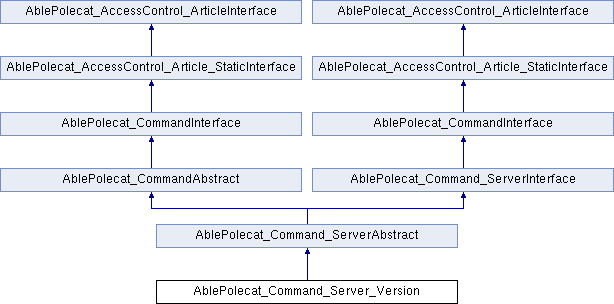 AblePolecat_AccessControl_ArticleInterface
AblePolecat_AccessControl_ArticleInterface
AblePolecat_AccessControl_Article_StaticInterface
AblePolecat_AccessControl_Article_StaticInterface
AblePolecat_CommandInterface
AblePolecat_CommandInterface
AblePolecat_CommandAbstract
AblePolecat_Command_ServerInterface
AblePolecat_Command_ServerAbstract
AblePolecat_Command_Server_Version